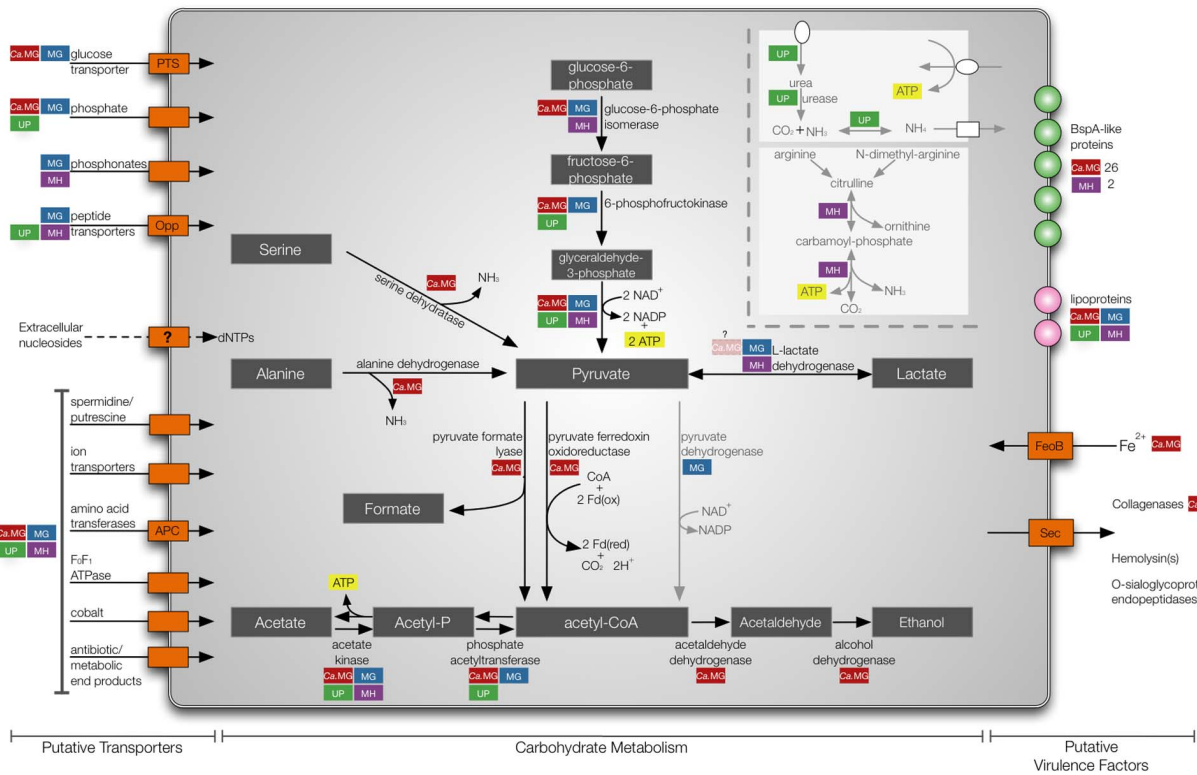 Ca.MG MG glucose
transporter
PTS
Ca.MG MG phosphate
UP
MG phosphonates
MH
MG peptide
UP MH transporters
Opp
Extracellular
nucleosides
?
dNTPs
spermidine/
putrescine
ion
transporters
amino acid
transferases
APC
Ca.MG MG
UP MH
F₀F₁
ATPase
cobalt
antibiotic/
metabolic
end products
glucose-6-
phosphate
Ca.MG MG glucose-6-phosphate
MH isomerase
fructose-6-
phosphate
Ca.MG MG 6-phosphofructokinase
UP
glyceraldehyde-
3-phosphate
Ca.MG MG
UP MH
2 NAD⁺
2 NADP
+
2 ATP
Serine
Ca.MG
NH₃
serine dehydratase
Alanine
alanine dehydrogenase
Ca.MG
NH₃
Pyruvate
?
Ca.MG MG L-lactate
MH dehydrogenase
Lactate
pyruvate formate
lyase
Ca.MG
pyruvate ferredoxin
oxidoreductase
Ca.MG
CoA
+
2 Fd(ox)
2 Fd(red)
+
CO₂ 2H⁺
pyruvate
dehydrogenase
MG
NAD⁺
NADP
Formate
ATP
Acetate
Acetyl-P
acetyl-CoA
Acetaldehyde
Ethanol
acetate
kinase
Ca.MG MG
UP MH
phosphate
acetyltransferase
Ca.MG MG
UP
acetaldehyde
dehydrogenase
Ca.MG
alcohol
dehydrogenase
Ca.MG
UP
urea
UP urease
CO₂ + NH₃
UP
NH₄
ATP
arginine
N-dimethyl-arginine
citrulline
MH
ornithine
carbamoyl-phosphate
MH
ATP
NH₃
CO₂
BspA-like
proteins
Ca.MG 26
MH 2
lipoproteins
Ca.MG MG
UP MH
FeoB
Fe²⁺ Ca.MG
Collagenases
Sec
Hemolysin(s)
endopeptidases
Putative Transporters
Carbohydrate Metabolism
Putative
Virulence Factors